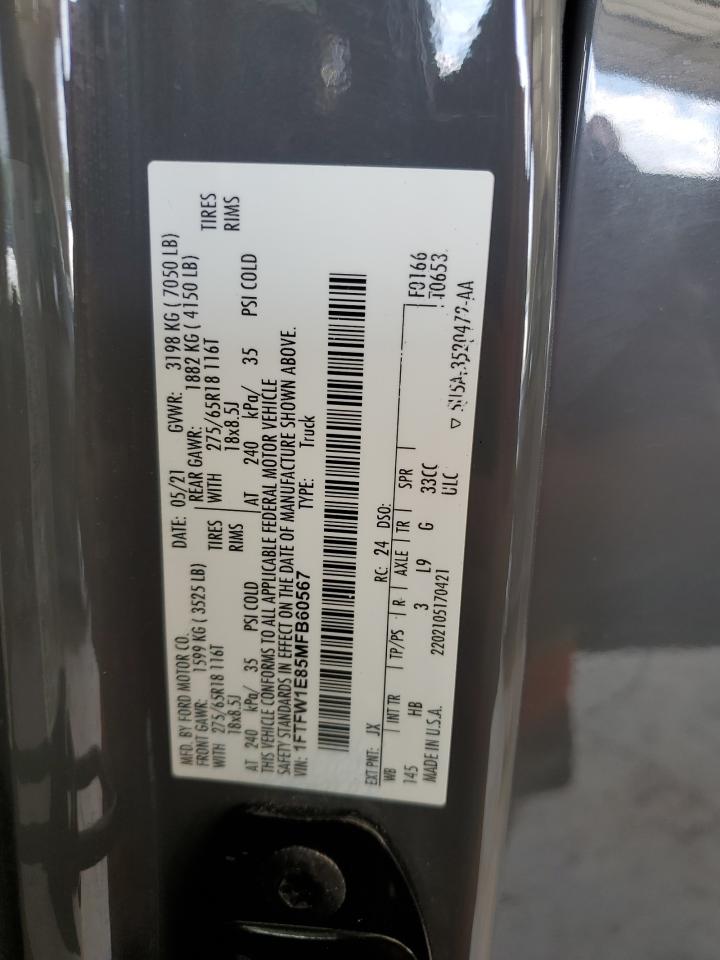 MFD. BY FORD MOTOR CO.
DATE: 05/21 GVWR: 3198 KG ( 7050 LB)
FRONT GAWR: 1599 KG ( 3525 LB)
REAR GAWR: 1882 KG ( 4150 LB)
WITH 275/65R18 116T TIRES
WITH 275/65R18 116T TIRES
18x8.5J RIMS
18x8.5J RIMS
AT 240 kPa/ 35 PSI COLD
AT 240 kPa/ 35 PSI COLD
THIS VEHICLE CONFORMS TO ALL APPLICABLE FEDERAL MOTOR VEHICLE
SAFETY STANDARDS IN EFFECT ON THE DATE OF MANUFACTURE SHOWN ABOVE.
VIN: 1FTFW1E85MFB60567 TYPE: Truck
EXT PNT: JX RC: 24 DSO:
WB INT TR TP/PS R AXLE TR SPR F0166
145 HB 3 L9 G 33CC T0653
MADE IN U.S.A. 2202105170421 ULC